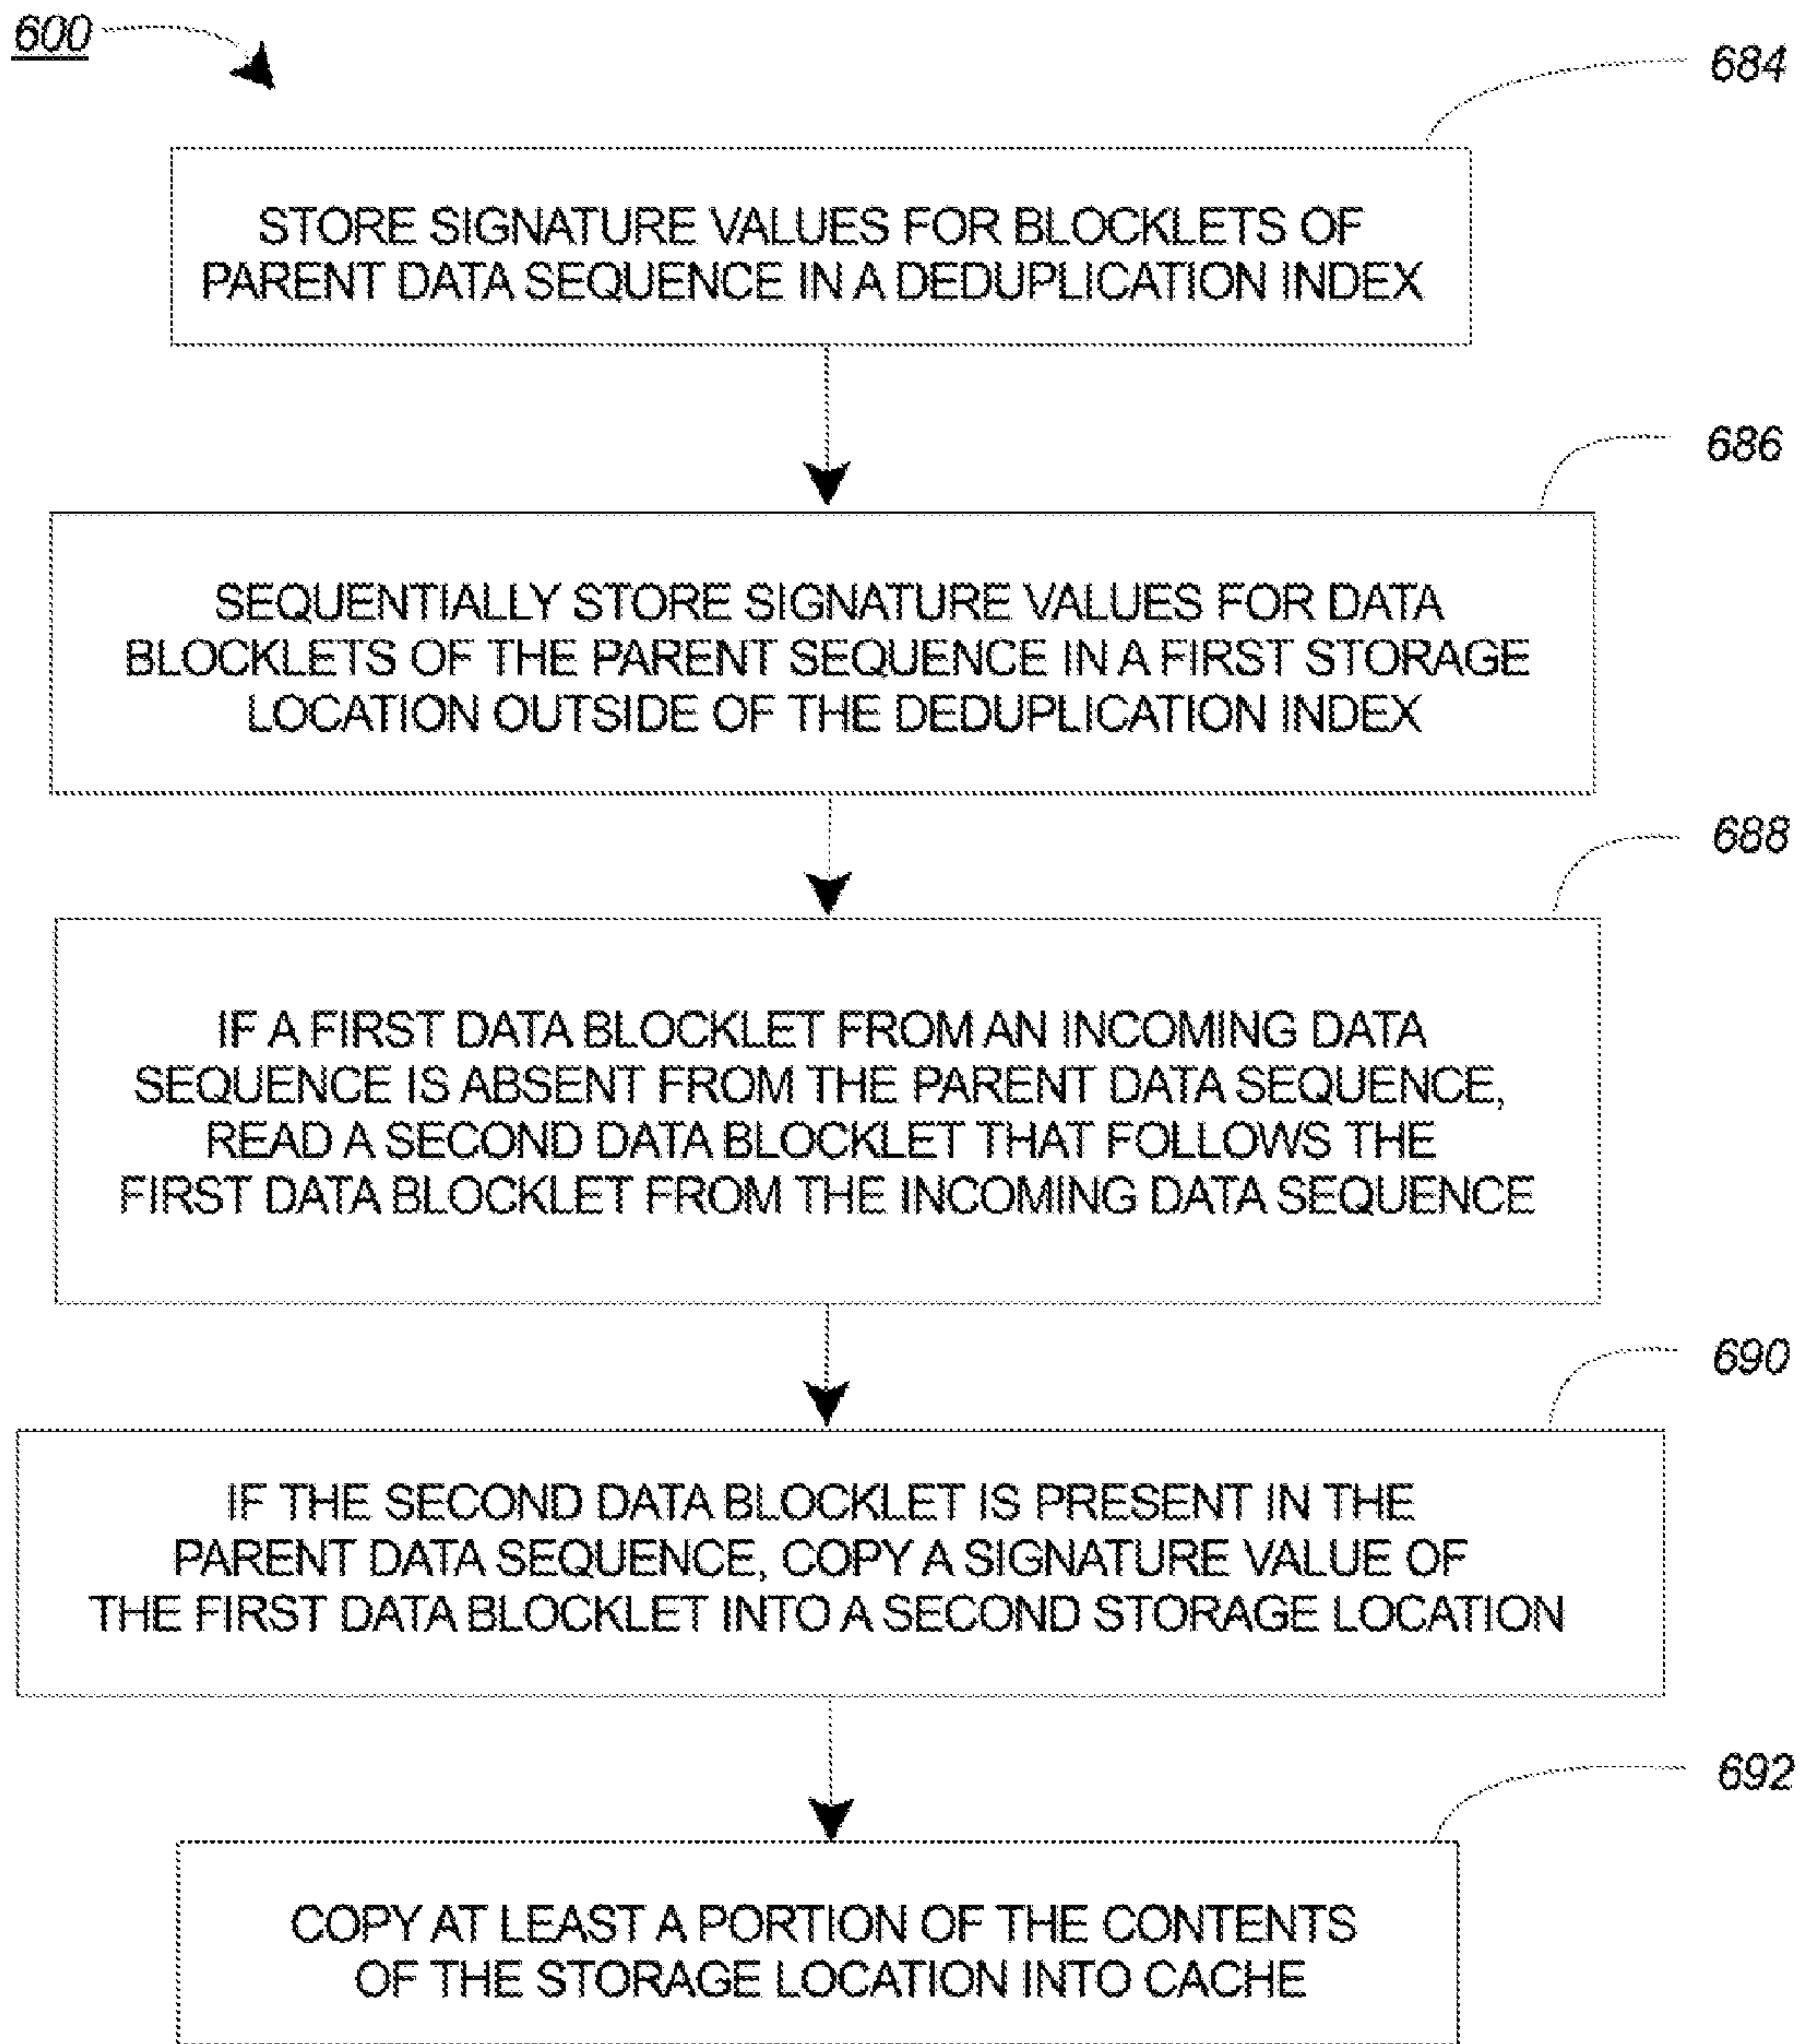 600
684
STORE SIGNATURE VALUES FOR BLOCKLETS OF
PARENT DATA SEQUENCE IN A DEDUPLICATION INDEX
686
SEQUENTIALLY STORE SIGNATURE VALUES FOR DATA
BLOCKLETS OF THE PARENT SEQUENCE IN A FIRST STORAGE
LOCATION OUTSIDE OF THE DEDUPLICATION INDEX
688
IF A FIRST DATA BLOCKLET FROM AN INCOMING DATA
SEQUENCE IS ABSENT FROM THE PARENT DATA SEQUENCE,
READ A SECOND DATA BLOCKLET THAT FOLLOWS THE
FIRST DATA BLOCKLET FROM THE INCOMING DATA SEQUENCE
690
IF THE SECOND DATA BLOCKLET IS PRESENT IN THE
PARENT DATA SEQUENCE, COPY A SIGNATURE VALUE OF
THE FIRST DATA BLOCKLET INTO A SECOND STORAGE LOCATION
692
COPY AT LEAST A PORTION OF THE CONTENTS
OF THE STORAGE LOCATION INTO CACHE